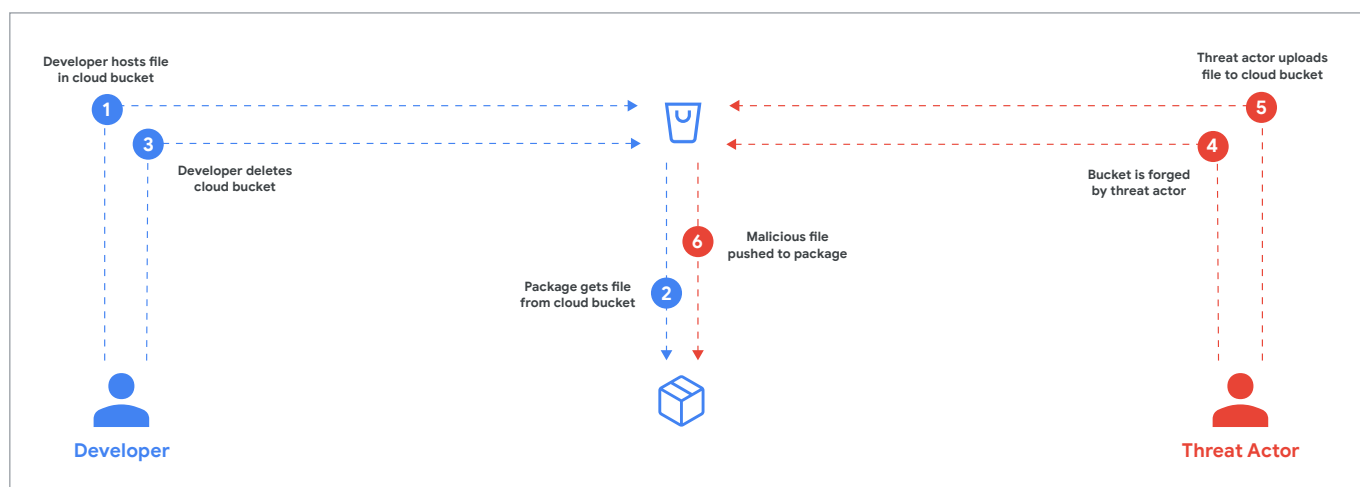 Developer hosts file
in cloud bucket
1
3
Developer deletes
cloud bucket
Threat actor uploads
file to cloud bucket
5
4
Bucket is forged
by threat actor
6
Malicious file
pushed to package
Package gets file
from cloud bucket
2
Developer
Threat Actor